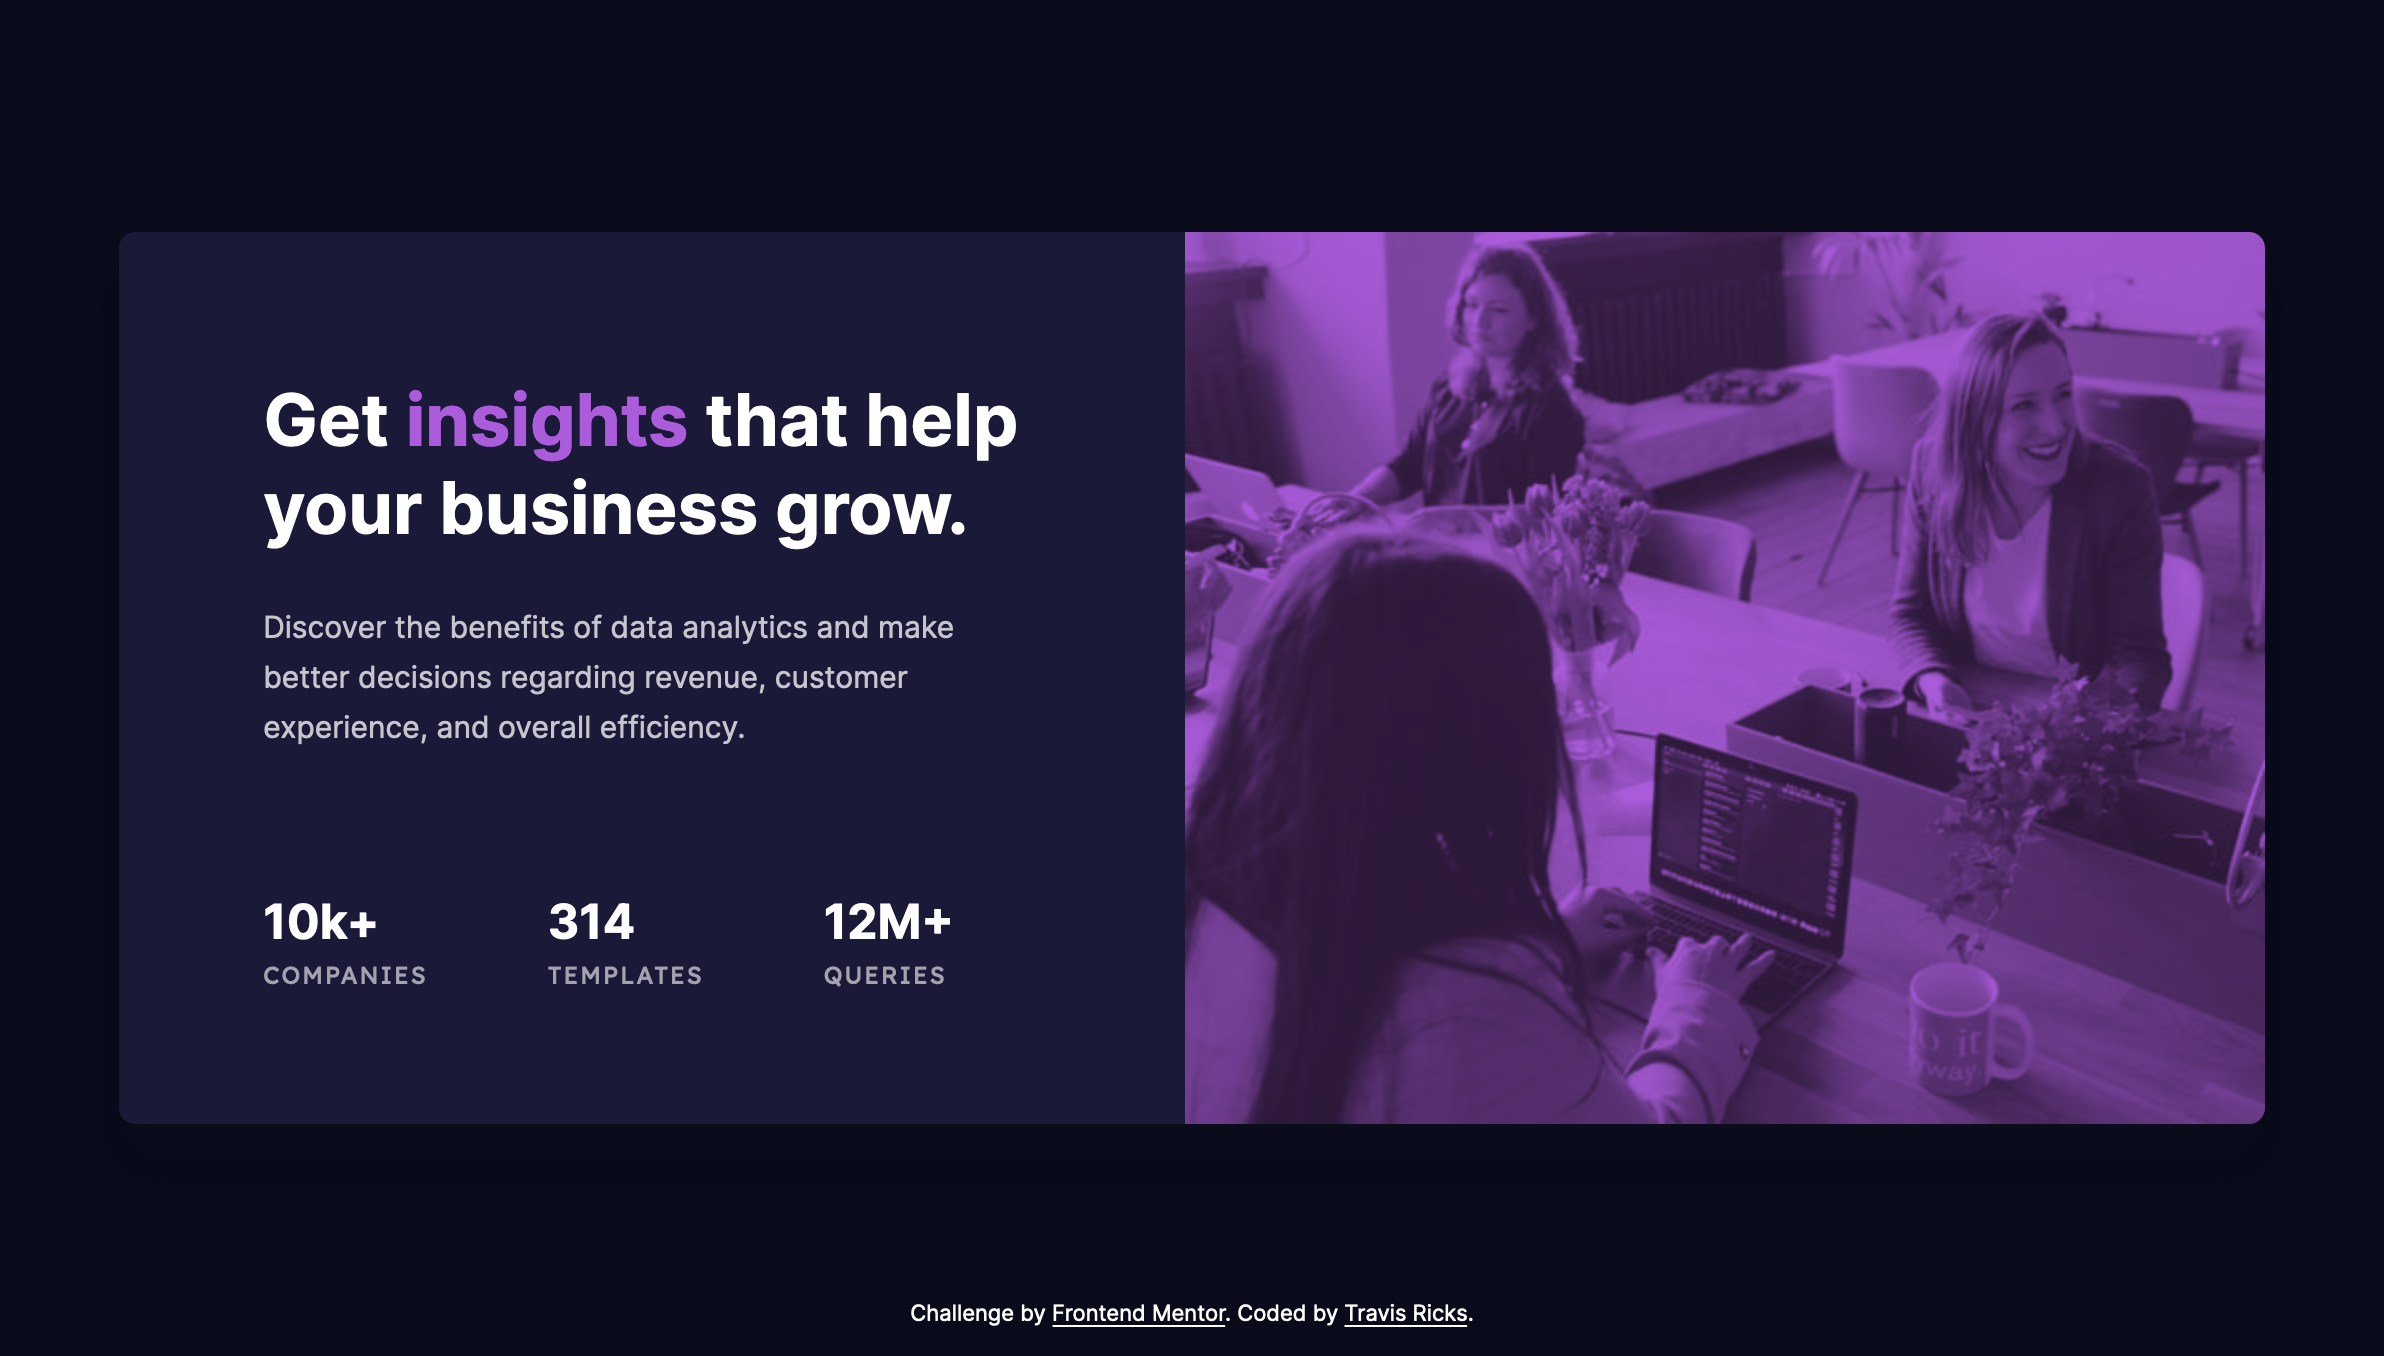 Get insights that help
your business grow.
Discover the benefits of data analytics and make
better decisions regarding revenue, customer
experience, and overall efficiency.
10k+ 314 12M+
COMPANIES TEMPLATES QUERIES
Challenge by Frontend Mentor. Coded by Travis Ricks.